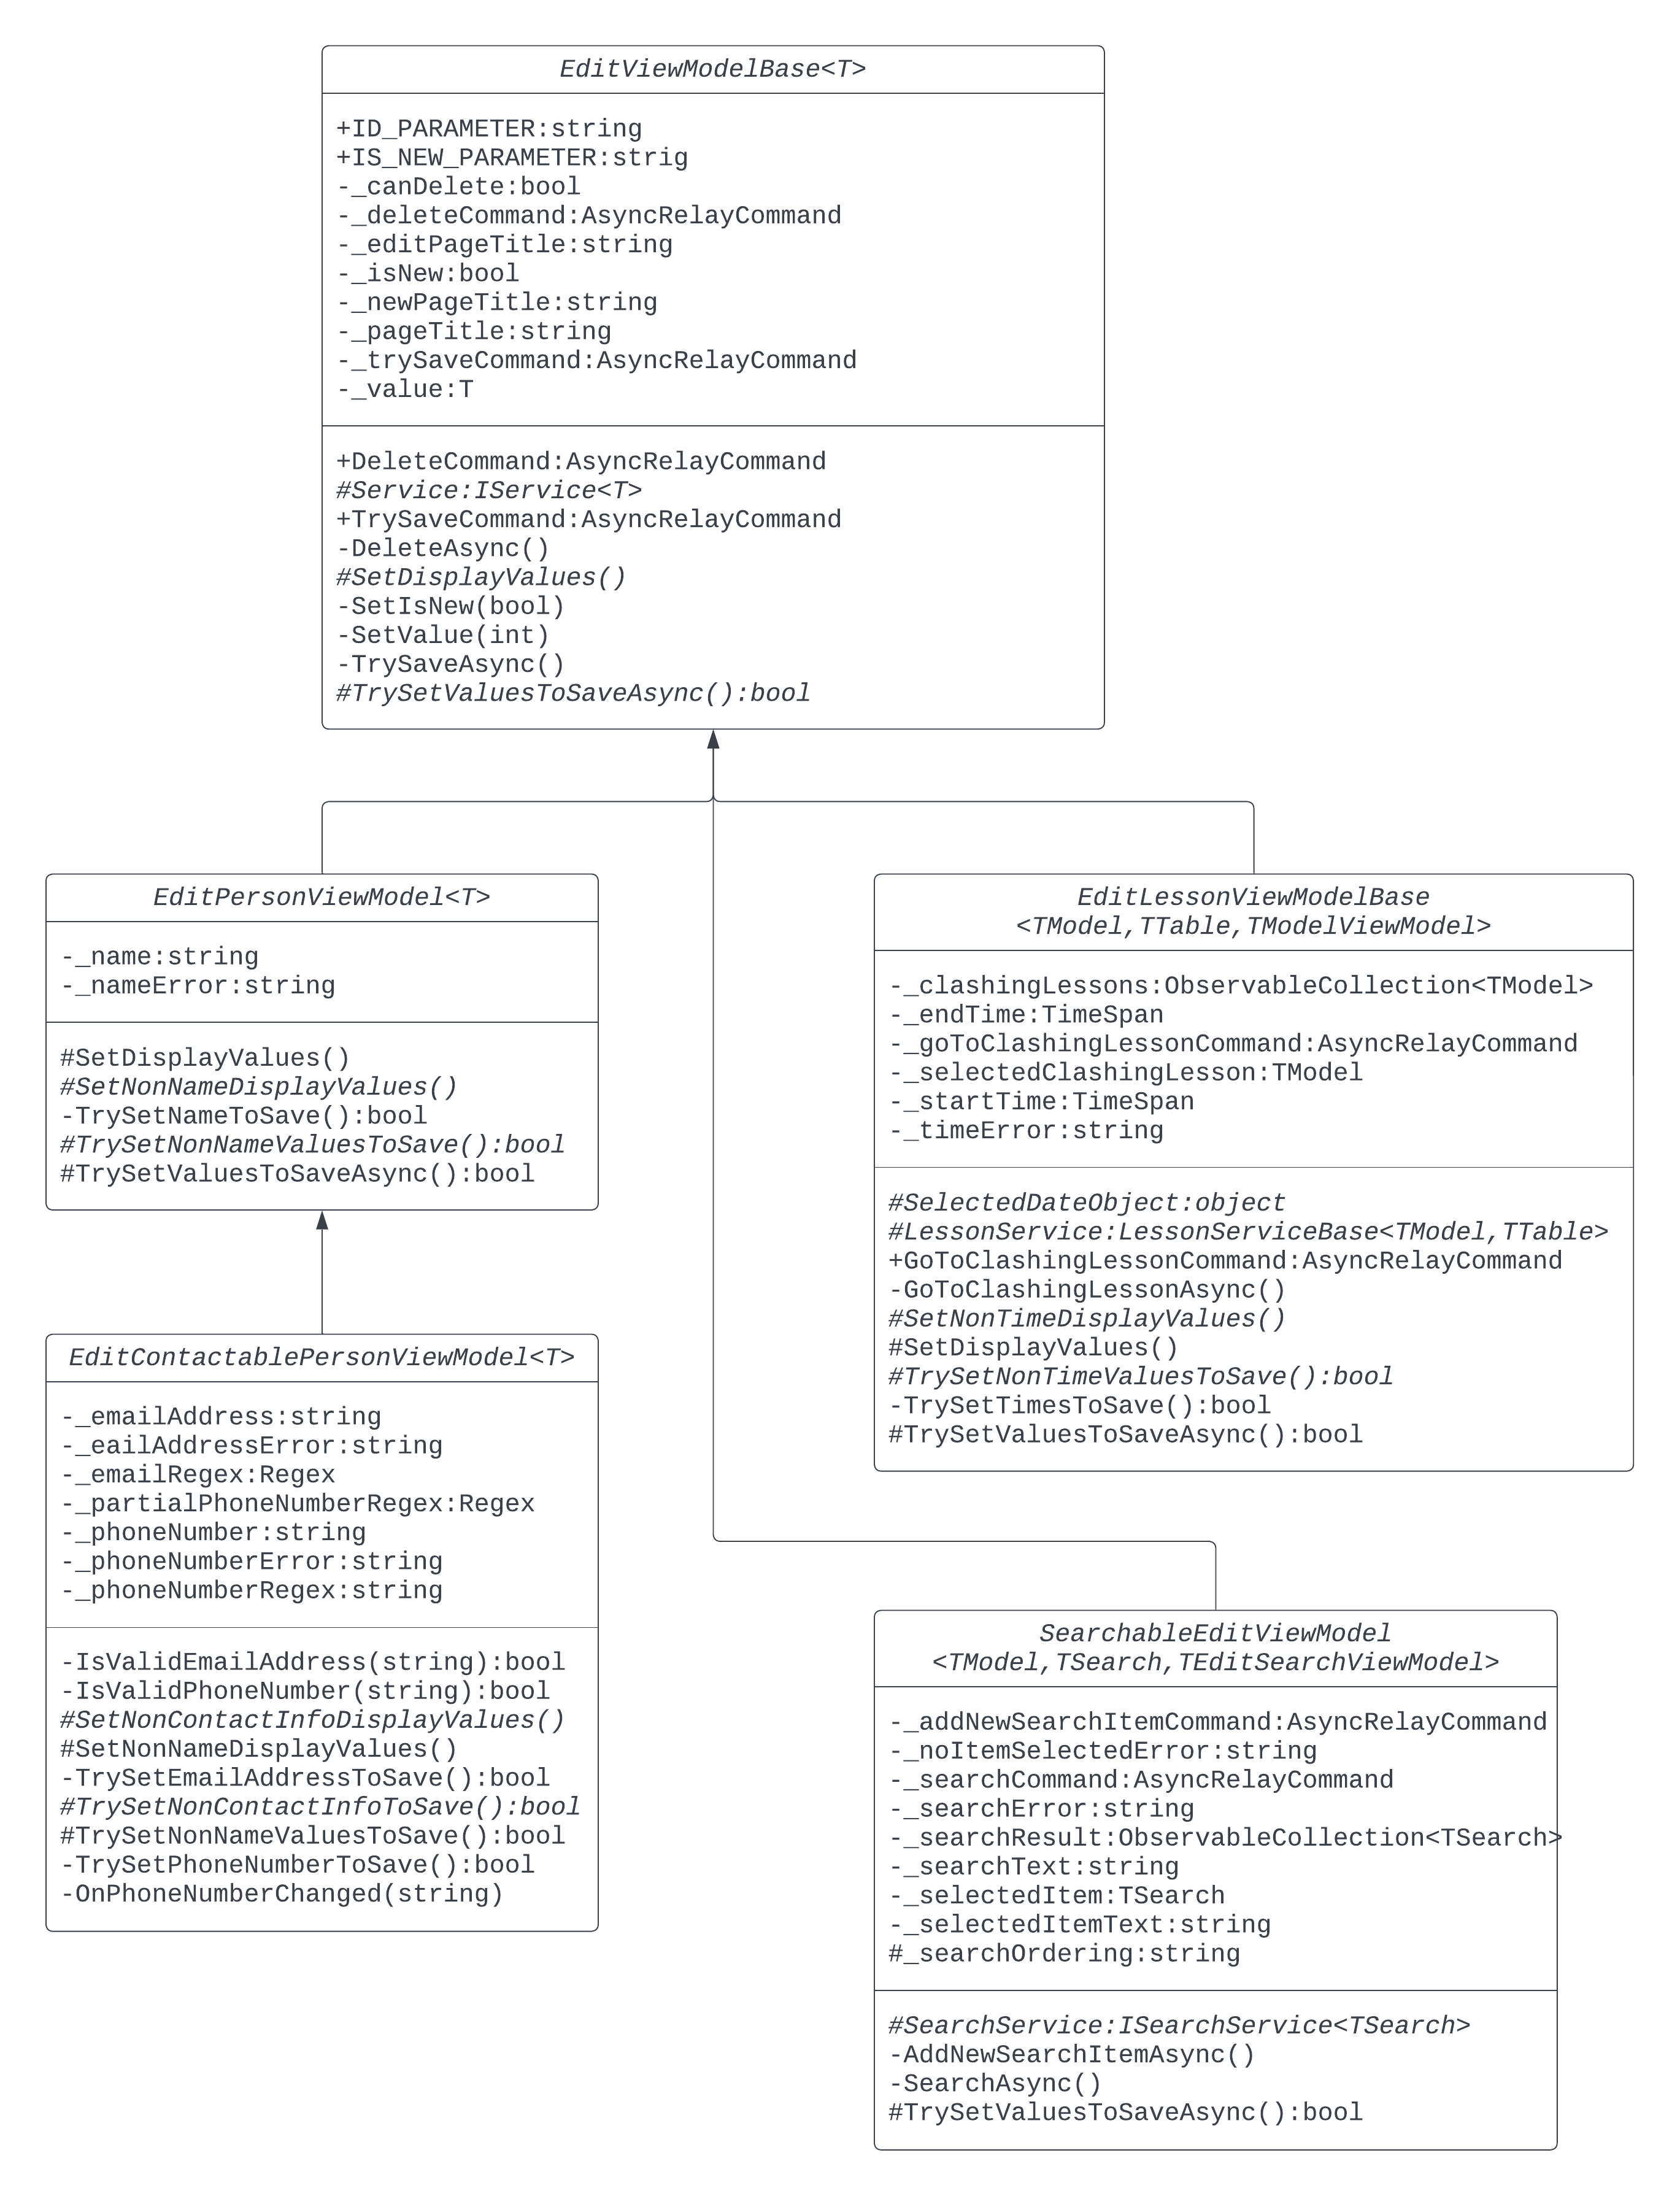 EditViewModelBase<T>
+ID_PARAMETER:string
+IS_NEW_PARAMETER:strig
-_canDelete:bool
-_deleteCommand:AsyncRelayCommand
-_editPageTitle:string
-_isNew:bool
-_newPageTitle:string
-_pageTitle:string
-_trySaveCommand:AsyncRelayCommand
-_value:T
+DeleteCommand:AsyncRelayCommand
#Service:IService<T>
+TrySaveCommand:AsyncRelayCommand
-DeleteAsync()
#SetDisplayValues()
-SetIsNew(bool)
-SetValue(int)
-TrySaveAsync()
#TrySetValuesToSaveAsync():bool
EditPersonViewModel<T>
-_name:string
-_nameError:string
#SetDisplayValues()
#SetNonNameDisplayValues()
-TrySetNameToSave():bool
#TrySetNonNameValuesToSave():bool
#TrySetValuesToSaveAsync():bool
EditLessonViewModelBase
<TModel,TTable,TModelViewModel>
-_clashingLessons:ObservableCollection<TModel>
-_endTime:TimeSpan
-_goToClashingLessonCommand:AsyncRelayCommand
-_selectedClashingLesson:TModel
-_startTime:TimeSpan
-_timeError:string
#SelectedDateObject:object
#LessonService:LessonServiceBase<TModel,TTable>
+GoToClashingLessonCommand:AsyncRelayCommand
-GoToClashingLessonAsync()
#SetNonTimeDisplayValues()
#SetDisplayValues()
#TrySetNonTimeValuesToSave():bool
-TrySetTimesToSave():bool
#TrySetValuesToSaveAsync():bool
EditContactablePersonViewModel<T>
-_emailAddress:string
-_eailAddressError:string
-_emailRegex:Regex
-_partialPhoneNumberRegex:Regex
-_phoneNumber:string
-_phoneNumberError:string
-_phoneNumberRegex:string
-IsValidEmailAddress(string):bool
-IsValidPhoneNumber(string):bool
#SetNonContactInfoDisplayValues()
#SetNonNameDisplayValues()
-TrySetEmailAddressToSave():bool
#TrySetNonContactInfoToSave():bool
#TrySetNonNameValuesToSave():bool
-TrySetPhoneNumberToSave():bool
-OnPhoneNumberChanged(string)
SearchableEditViewModel
<TModel,TSearch,TEditSearchViewModel>
-_addNewSearchItemCommand:AsyncRelayCommand
-_noItemSelectedError:string
-_searchCommand:AsyncRelayCommand
-_searchError:string
-_searchResult:ObservableCollection<TSearch>
-_searchText:string
-_selectedItem:TSearch
-_selectedItemText:string
#_searchOrdering:string
#SearchService:ISearchService<TSearch>
-AddNewSearchItemAsync()
-SearchAsync()
#TrySetValuesToSaveAsync():bool